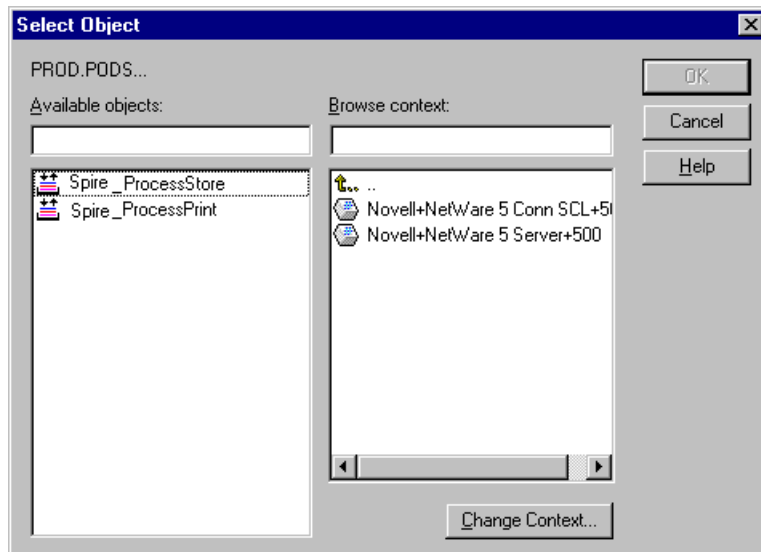 Select Object
PROD.PODS...
Available objects:
Browse context:
OK
Cancel
Help
Spire _ProcessStore
Spire _ProcessPrint
..
Novell+NetWare 5 Conn SCL+5
Novell+NetWare 5 Server+500
Change Context...